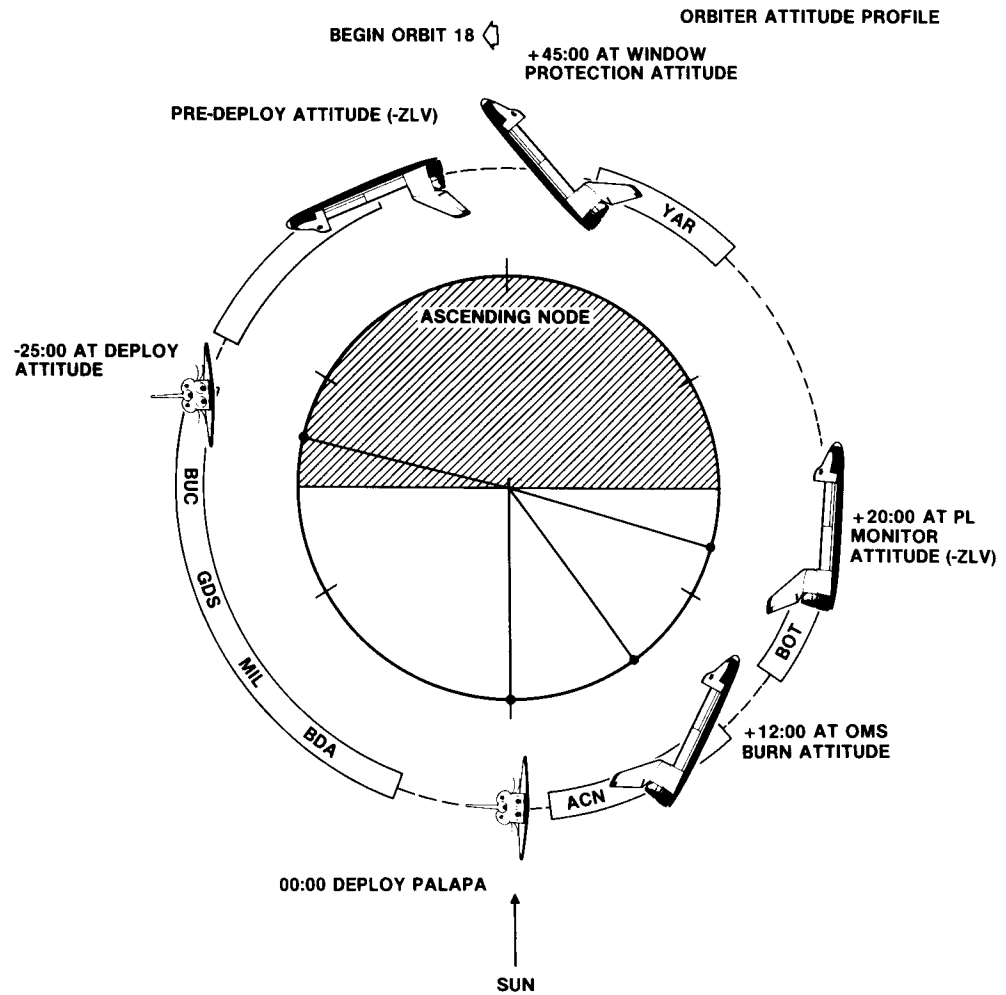 ORBITER ATTITUDE PROFILE
BEGIN ORBIT 18
+45:00 AT WINDOW
PROTECTION ATTITUDE
PRE-DEPLOY ATTITUDE (-ZLV)
YAR
ASCENDING NODE
-25:00 AT DEPLOY
ATTITUDE
BUC
GDS
MIL
BDA
+20:00 AT PL
MONITOR
ATTITUDE (-ZLV)
BOT
+12:00 AT OMS
BURN ATTITUDE
ACN
00:00 DEPLOY PALAPA
SUN